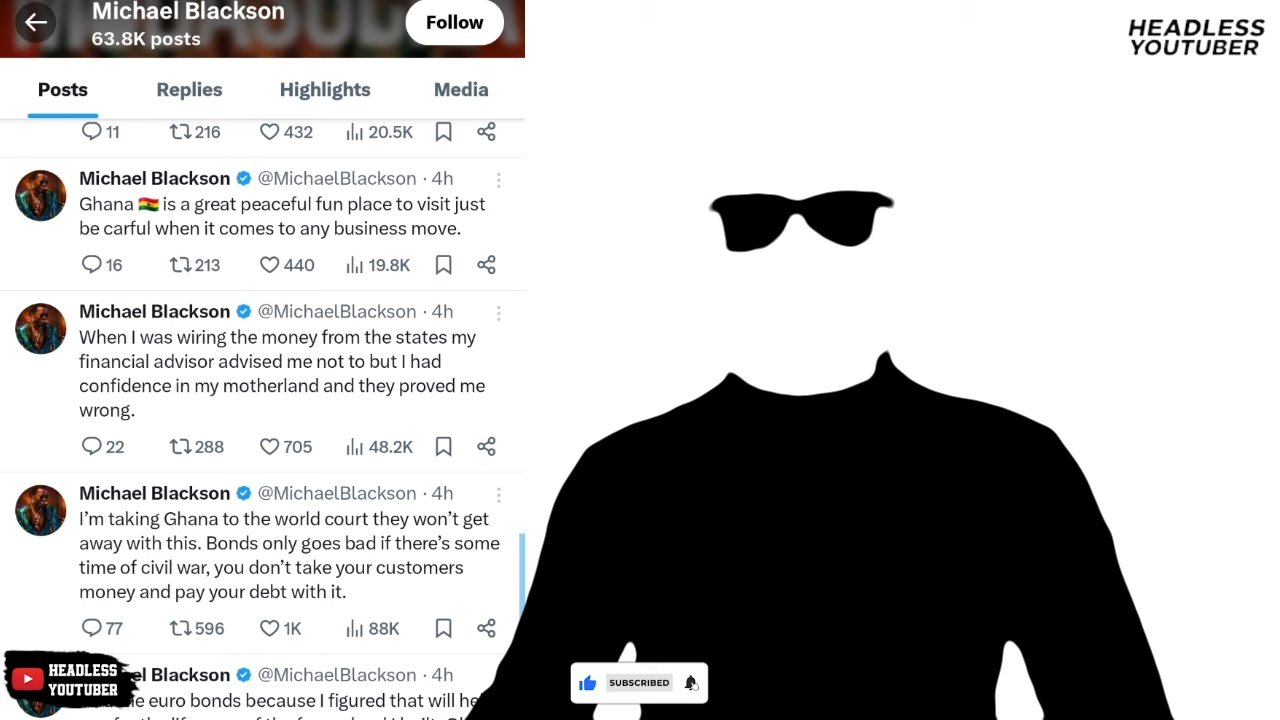 Michael Blackson
63.8K posts
Follow
HEADLESS
YOUTUBER
Posts Replies Highlights Media
11 216 432 20.5K
Michael Blackson @MichaelBlackson · 4h
Ghana 🇬🇭 is a great peaceful fun place to visit just
be carful when it comes to any business move.
16 213 440 19.8K
Michael Blackson @MichaelBlackson · 4h
When I was wiring the money from the states my
financial advisor advised me not to but I had
confidence in my motherland and they proved me
wrong.
22 288 705 48.2K
Michael Blackson @MichaelBlackson · 4h
I'm taking Ghana to the world court they won't get
away with this. Bonds only goes bad if there's some
time of civil war, you don't take your customers
money and pay your debt with it.
77 596 1K 88K
Blackson @MichaelBlackson · 4h
euro bonds because I figured that will
HEADLESS
YOUTUBER
SUBSCRIBED